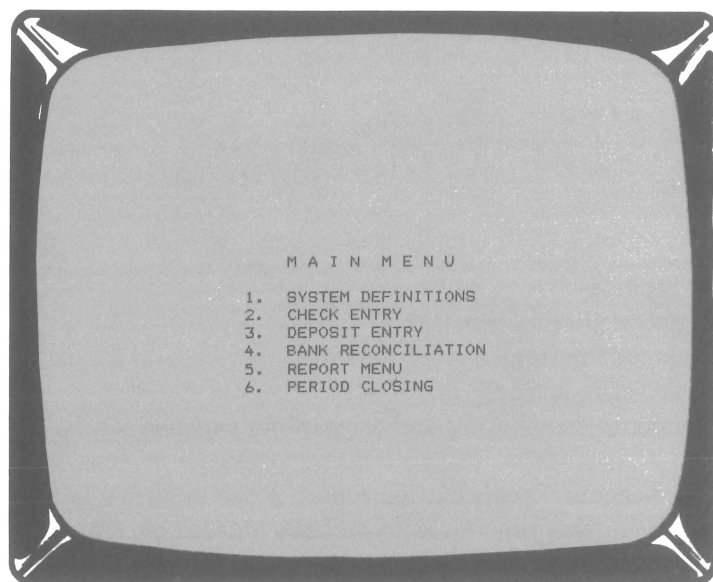 M A I N  M E N U
1. SYSTEM DEFINITIONS
2. CHECK ENTRY
3. DEPOSIT ENTRY
4. BANK RECONCILIATION
5. REPORT MENU
6. PERIOD CLOSING